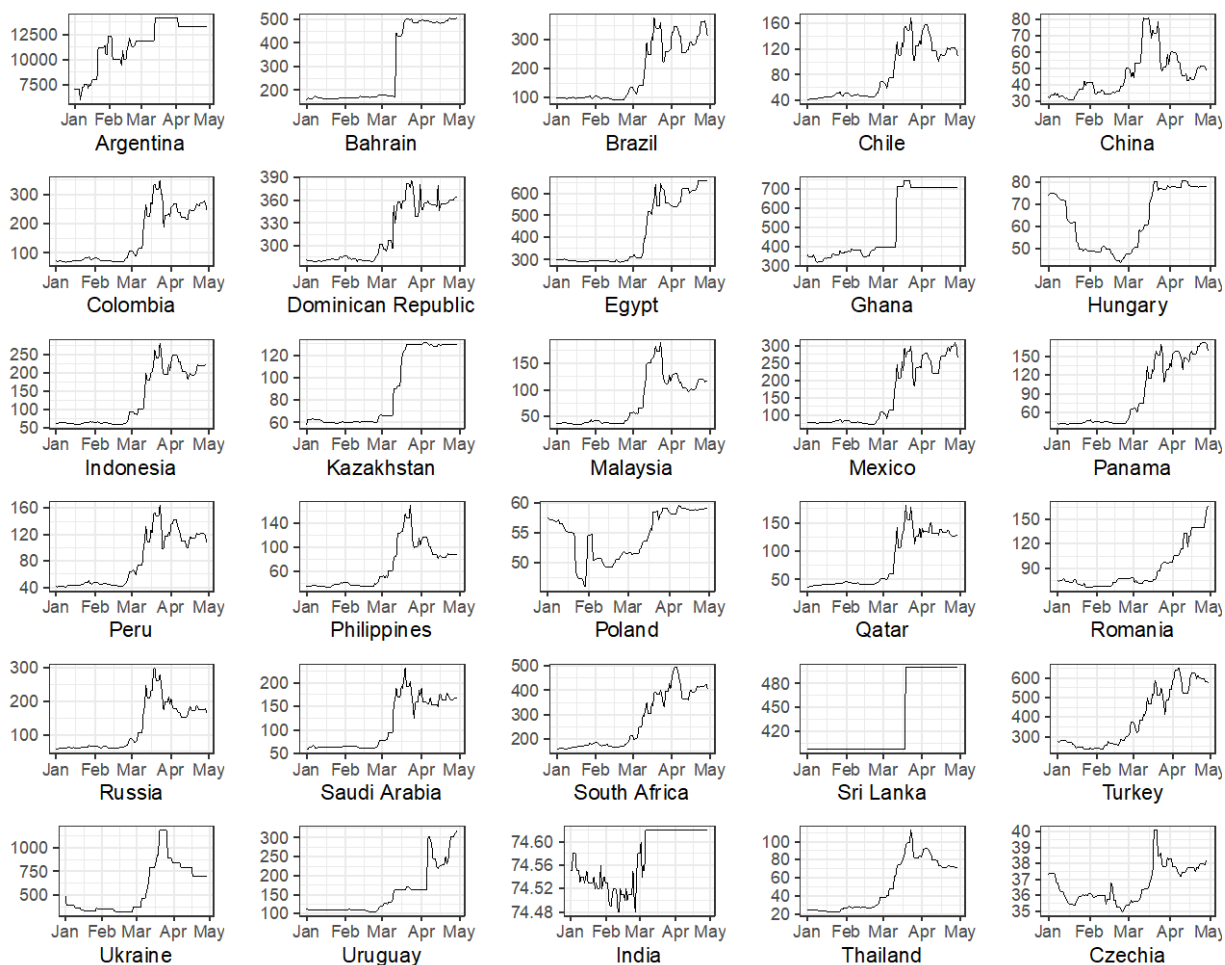 12500
10000
7500
Jan Feb Mar Apr May
Argentina
500
400
300
200
Jan Feb Mar Apr May
Bahrain
300
200
100
Jan Feb Mar Apr May
Brazil
160
120
80
40
Jan Feb Mar Apr May
Chile
80
70
60
50
40
30
Jan Feb Mar Apr May
China
300
200
100
Jan Feb Mar Apr May
Colombia
390
360
330
300
Jan Feb Mar Apr May
Dominican Republic
600
500
400
300
Jan Feb Mar Apr May
Egypt
700
600
500
400
300
Jan Feb Mar Apr May
Ghana
80
70
60
50
Jan Feb Mar Apr May
Hungary
250
200
150
100
50
Jan Feb Mar Apr May
Indonesia
120
100
80
60
Jan Feb Mar Apr May
Kazakhstan
150
100
50
Jan Feb Mar Apr May
Malaysia
300
250
200
150
100
Jan Feb Mar Apr May
Mexico
150
120
90
60
Jan Feb Mar Apr May
Panama
160
120
80
40
Jan Feb Mar Apr May
Peru
140
100
60
Jan Feb Mar Apr May
Philippines
60
55
50
Jan Feb Mar Apr May
Poland
150
100
50
Jan Feb Mar Apr May
Qatar
150
120
90
Jan Feb Mar Apr May
Romania
300
200
100
Jan Feb Mar Apr May
Russia
200
150
100
50
Jan Feb Mar Apr May
Saudi Arabia
500
400
300
200
Jan Feb Mar Apr May
South Africa
480
450
420
Jan Feb Mar Apr May
Sri Lanka
600
500
400
300
Jan Feb Mar Apr May
Turkey
1000
750
500
Jan Feb Mar Apr May
Ukraine
300
250
200
150
100
Jan Feb Mar Apr May
Uruguay
74.60
74.56
74.52
74.48
Jan Feb Mar Apr May
India
100
80
60
40
20
Jan Feb Mar Apr May
Thailand
40
39
38
37
36
35
Jan Feb Mar Apr May
Czechia